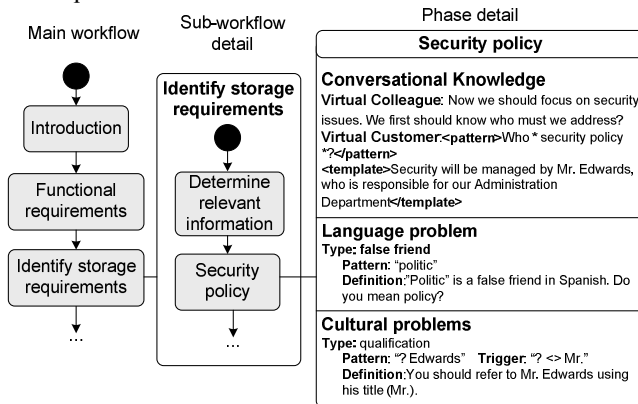 Main workflow
Introduction
Functional
requirements
Identify storage
requirements
...
Sub-workflow
detail
Identify storage
requirements
Determine
relevant
information
Security
policy
...
Phase detail
Security policy
Conversational Knowledge
Virtual Colleague: Now we should focus on security
issues. We first should know who must we address?
Virtual Customer:<pattern>Who * security policy
*?</pattern>
<template>Security will be managed by Mr. Edwards,
who is responsible for our Administration
Department</template>
Language problem
Type: false friend
Pattern: “politic”
Definition:”Politic” is a false friend in Spanish. Do
you mean policy?
Cultural problems
Type: qualification
Pattern: “? Edwards” Trigger: “? <> Mr.”
Definition:You should refer to Mr. Edwards using
his title (Mr.).